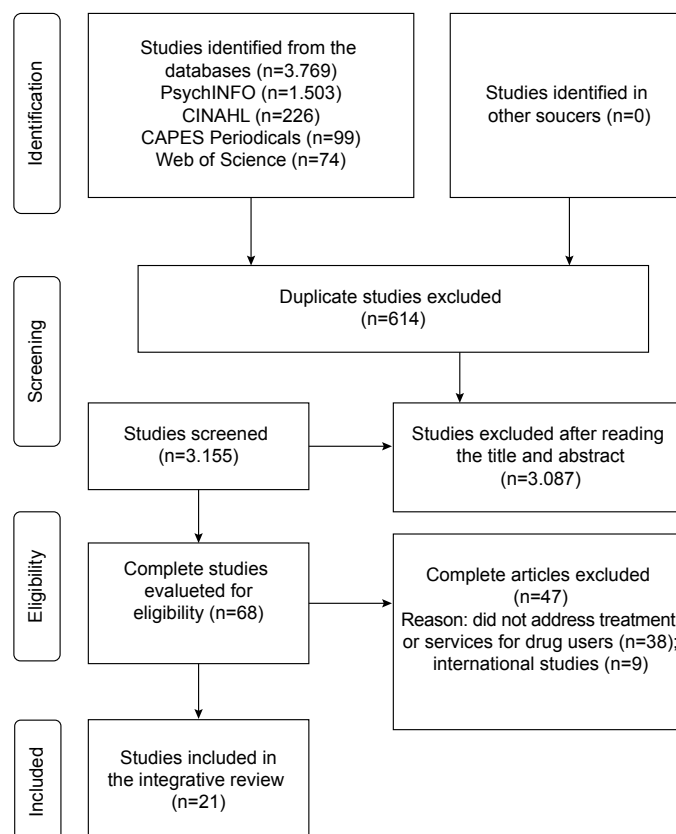 Identification
Studies identified from the
databases (n=3.769)
PsychINFO (n=1.503)
CINAHL (n=226)
CAPES Periodicals (n=99)
Web of Science (n=74)
Studies identified in
other soucers (n=0)
Screening
Duplicate studies excluded
(n=614)
Studies screened
(n=3.155)
Studies excluded after reading
the title and abstract
(n=3.087)
Eligibility
Complete studies
evalueted for
eligibility (n=68)
Complete articles excluded
(n=47)
Reason: did not address treatment
or services for drug users (n=38);
international studies (n=9)
Included
Studies included in
the integrative review
(n=21)